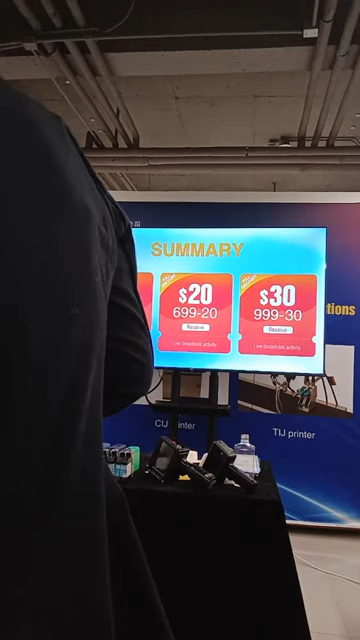 SUMMARY
$20
699-20
Receive
Live broadcast activity
$30
999-30
Receive
Live broadcast activity
tions
CIJ
inter
TIJ printer